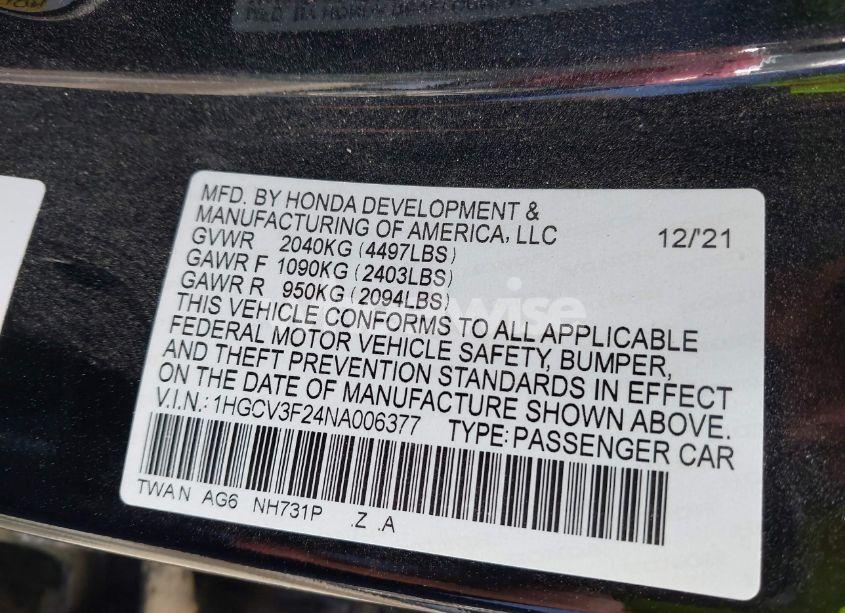 MFD. BY HONDA DEVELOPMENT &
MANUFACTURING OF AMERICA, LLC 12/'21
GVWR 2040KG (4497LBS)
GAWR F 1090KG (2403LBS)
GAWR R 950KG (2094LBS)
THIS VEHICLE CONFORMS TO ALL APPLICABLE
FEDERAL MOTOR VEHICLE SAFETY, BUMPER,
AND THEFT PREVENTION STANDARDS IN EFFECT
ON THE DATE OF MANUFACTURE SHOWN ABOVE.
V.I.N.: 1HGCV3F24NA006377 TYPE: PASSENGER CAR
TWAN AG6 NH731P .Z .A